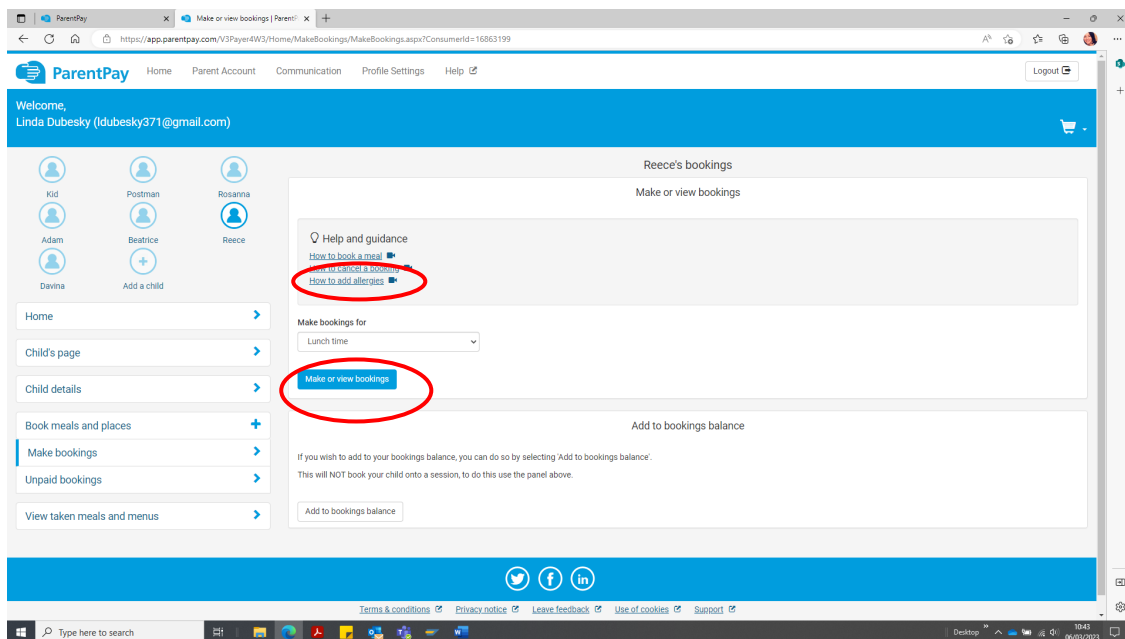 ParentPay
Make or view bookings | ParentP
https://app.parentpay.com/V3Payer4W3/Home/MakeBookings/MakeBookings.aspx?ConsumerId=16863199
ParentPay Home Parent Account Communication Profile Settings Help Logout
Welcome,
Linda Dubesky (ldubesky371@gmail.com)
Kid Postman Rosanna
Adam Beatrice Reece
Davina Add a child
Home
Child's page
Child details
Book meals and places
Make bookings
Unpaid bookings
View taken meals and menus
Reece's bookings
Make or view bookings
Help and guidance
How to book a meal
How to cancel a booking
How to add allergies
Make bookings for
Lunch time
Make or view bookings
Add to bookings balance
If you wish to add to your bookings balance, you can do so by selecting 'Add to bookings balance'.
This will NOT book your child onto a session, to do this use the panel above.
Add to bookings balance
Terms & conditions Privacy notice Leave feedback Use of cookies Support
Type here to search
Desktop
10:43
06/03/2023